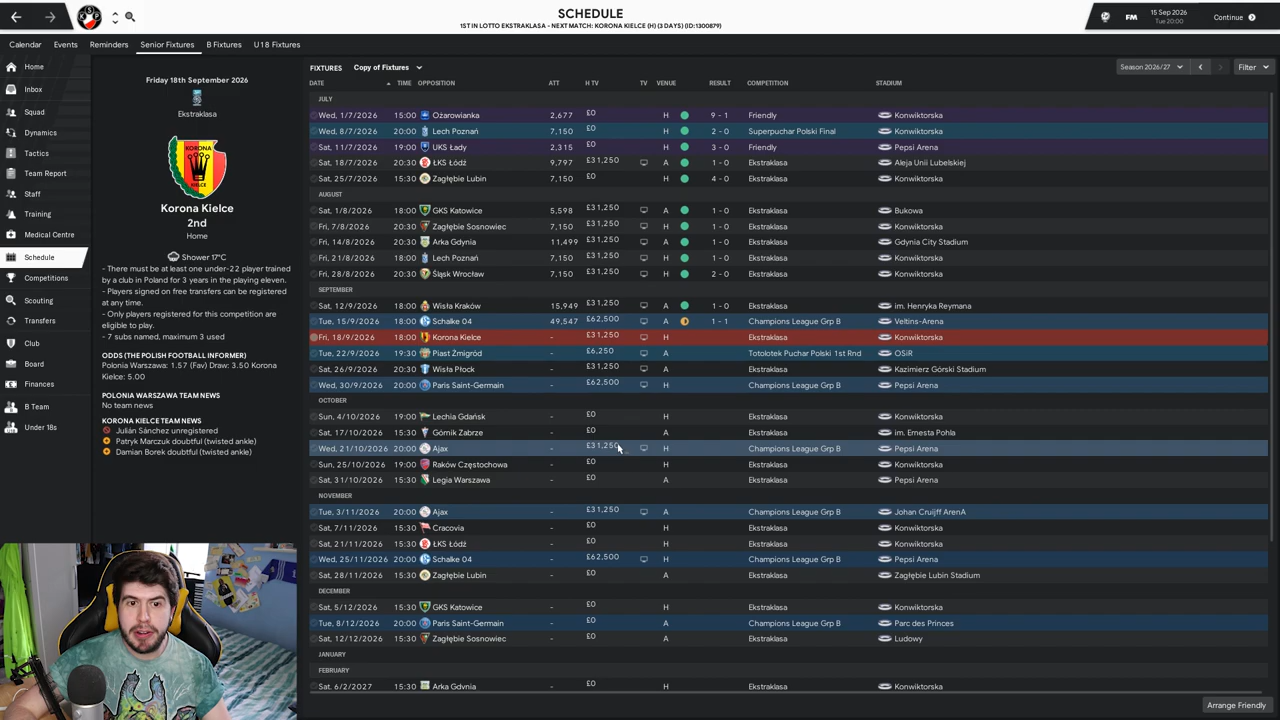 SCHEDULE
1ST IN LOTTO EKSTRAKLASA - NEXT MATCH: KORONA KIELCE (H) (3 DAYS) (ID:1300879)
FM
15 Sep 2026
Tue 20:00
Continue
Calendar Events Reminders Senior Fixtures B Fixtures U18 Fixtures
Home
Inbox
Squad
Dynamics
Tactics
Team Report
Staff
Training
Medical Centre
Schedule
Competitions
Scouting
Transfers
Club
Board
Finances
B Team
Under 18s
Friday 18th September 2026
Ekstraklasa
KORONA
KIELCE
Korona Kielce
2nd
Home
Shower 17°C
- There must be at least one under-22 player trained
by a club in Poland for 3 years in the playing eleven.
- Players signed on free transfers can be registered
at any time.
- Only players registered for this competition are
eligible to play.
- 7 subs named, maximum 3 used
ODDS (THE POLISH FOOTBALL INFORMER)
Polonia Warszawa: 1.57 (Fav) Draw: 3.50 Korona
Kielce: 5.00
POLONIA WARSZAWA TEAM NEWS
No team news
KORONA KIELCE TEAM NEWS
Julián Sánchez unregistered
Patryk Marczuk doubtful (twisted ankle)
Damian Borek doubtful (twisted ankle)
FIXTURES Copy of Fixtures
Season 2026/27
Filter
DATE TIME OPPOSITION ATT H TV TV VENUE RESULT COMPETITION STADIUM
JULY
Wed, 1/7/2026 15:00 Ożarowianka 2,677 £0 H 9 - 1 Friendly Konwiktorska
Wed, 8/7/2026 20:00 Lech Poznań 7,150 £0 H 2 - 0 Superpuchar Polski Final Konwiktorska
Sat, 11/7/2026 19:00 UKS Łady 2,315 £0 H 3 - 0 Friendly Pepsi Arena
Sat, 18/7/2026 20:30 ŁKS Łódź 9,797 £31,250 A 1 - 0 Ekstraklasa Aleja Unii Lubelskiej
Sat, 25/7/2026 15:30 Zagłębie Lubin 7,150 £0 H 4 - 0 Ekstraklasa Konwiktorska
AUGUST
Sat, 1/8/2026 18:00 GKS Katowice 5,598 £31,250 A 1 - 0 Ekstraklasa Bukowa
Fri, 7/8/2026 20:30 Zagłębie Sosnowiec 7,150 £31,250 H 1 - 0 Ekstraklasa Konwiktorska
Fri, 14/8/2026 20:30 Arka Gdynia 11,499 £31,250 A 1 - 0 Ekstraklasa Gdynia City Stadium
Fri, 21/8/2026 18:00 Lech Poznań 7,150 £31,250 H 1 - 0 Ekstraklasa Konwiktorska
Fri, 28/8/2026 20:30 Śląsk Wrocław 7,150 £31,250 H 2 - 0 Ekstraklasa Konwiktorska
SEPTEMBER
Sat, 12/9/2026 18:00 Wisła Kraków 15,949 £31,250 A 1 - 0 Ekstraklasa im. Henryka Reymana
Tue, 15/9/2026 18:00 Schalke 04 49,547 £62,500 A 1 - 1 Champions League Grp B Veltins-Arena
Fri, 18/9/2026 18:00 Korona Kielce - £31,250 H Ekstraklasa Konwiktorska
Tue, 22/9/2026 19:30 Piast Żmigród - £6,250 A Totolotek Puchar Polski 1st Rnd OSiR
Sat, 26/9/2026 20:30 Wisła Płock - £31,250 A Ekstraklasa Kazimierz Górski Stadium
Wed, 30/9/2026 20:00 Paris Saint-Germain - £62,500 H Champions League Grp B Pepsi Arena
OCTOBER
Sun, 4/10/2026 19:00 Lechia Gdańsk - £0 H Ekstraklasa Konwiktorska
Sat, 17/10/2026 15:30 Górnik Zabrze - £0 A Ekstraklasa im. Ernesta Pohla
Wed, 21/10/2026 20:00 Ajax - £31,250 H Champions League Grp B Pepsi Arena
Sun, 25/10/2026 19:00 Raków Częstochowa - £0 H Ekstraklasa Konwiktorska
Sat, 31/10/2026 15:30 Legia Warszawa - £0 A Ekstraklasa Pepsi Arena
NOVEMBER
Tue, 3/11/2026 20:00 Ajax - £31,250 A Champions League Grp B Johan Cruijff ArenA
Sat, 7/11/2026 15:30 Cracovia - £0 H Ekstraklasa Konwiktorska
Sat, 21/11/2026 15:30 ŁKS Łódź - £0 H Ekstraklasa Konwiktorska
Wed, 25/11/2026 20:00 Schalke 04 - £62,500 H Champions League Grp B Pepsi Arena
Sat, 28/11/2026 15:30 Zagłębie Lubin - £0 A Ekstraklasa Zagłębie Lubin Stadium
DECEMBER
Sat, 5/12/2026 15:30 GKS Katowice - £0 H Ekstraklasa Konwiktorska
Tue, 8/12/2026 20:00 Paris Saint-Germain - £0 A Champions League Grp B Parc des Princes
Sat, 12/12/2026 15:30 Zagłębie Sosnowiec - £0 A Ekstraklasa Ludowy
JANUARY
FEBRUARY
Sat, 6/2/2027 15:30 Arka Gdynia - £0 H Ekstraklasa Konwiktorska
Arrange Friendly